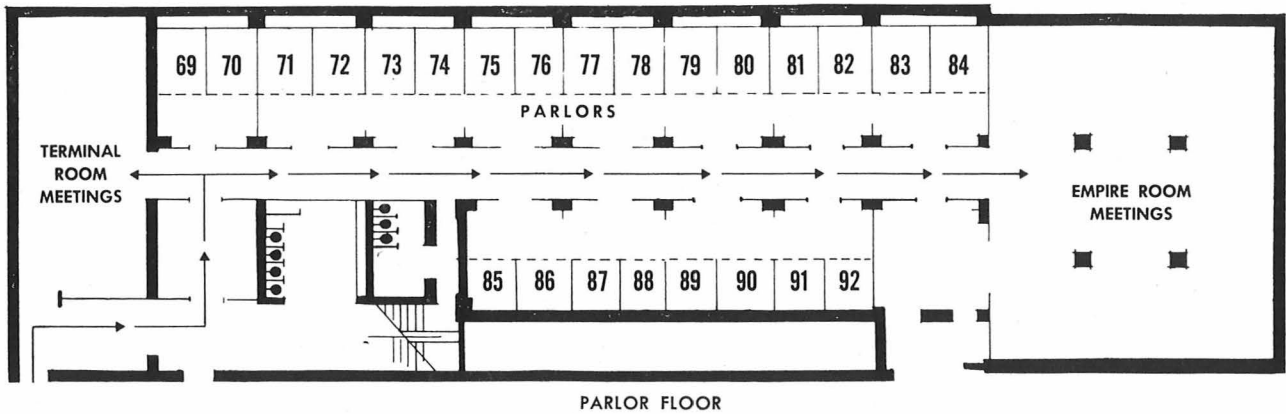 69 70 71 72 73 74 75 76 77 78 79 80 81 82 83 84
PARLORS
TERMINAL
ROOM
MEETINGS
EMPIRE ROOM
MEETINGS
85 86 87 88 89 90 91 92
PARLOR FLOOR